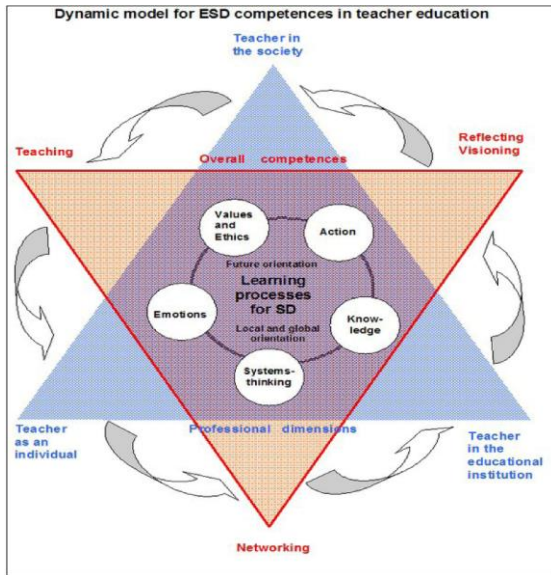 Dynamic model for ESD competences in teacher education
Teacher in
the society
Teaching
Overall competences
Reflecting
Visioning
Values
and
Ethics
Action
Future orientation
Learning
processes
for SD
Emotions
Local and global
orientation
Know-
ledge
Systems-
thinking
Teacher
as an
individual
Professional dimensions
Teacher
in the
educational
institution
Networking